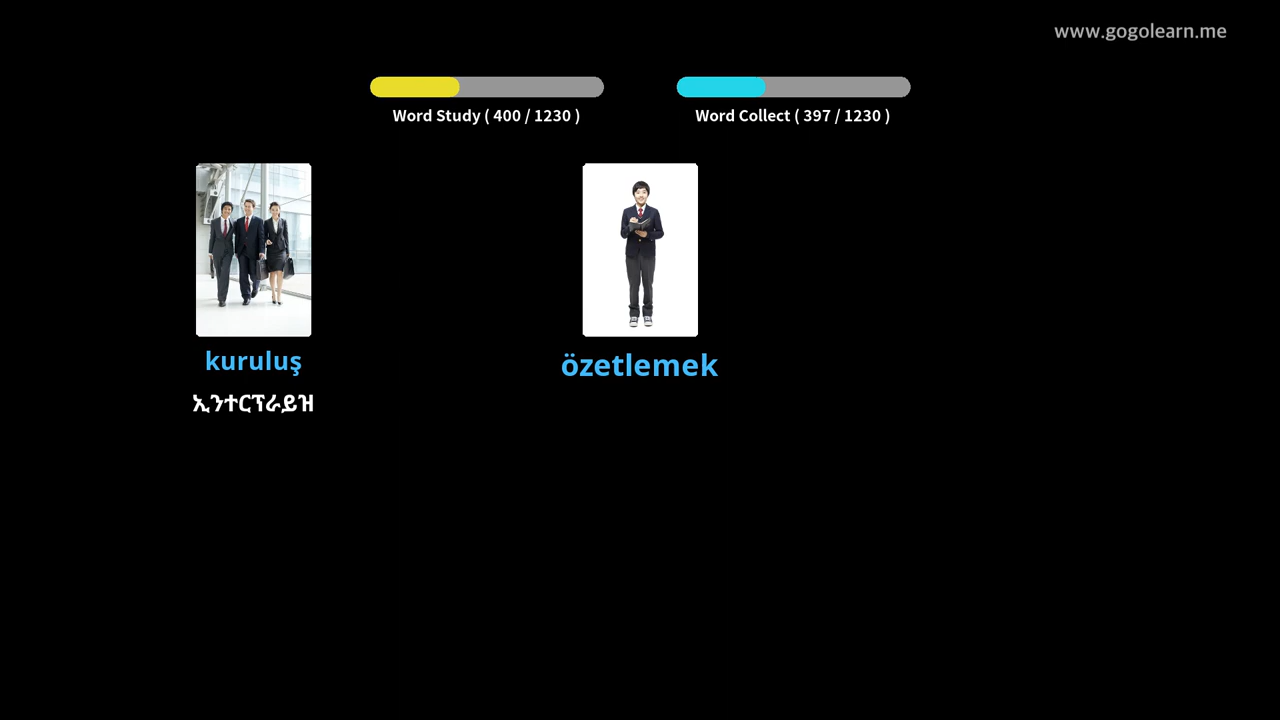 www.gogolearn.me
Word Study ( 400 / 1230 )
Word Collect ( 397 / 1230 )
kuruluş
ኢንተርፕራይዝ
özetlemek